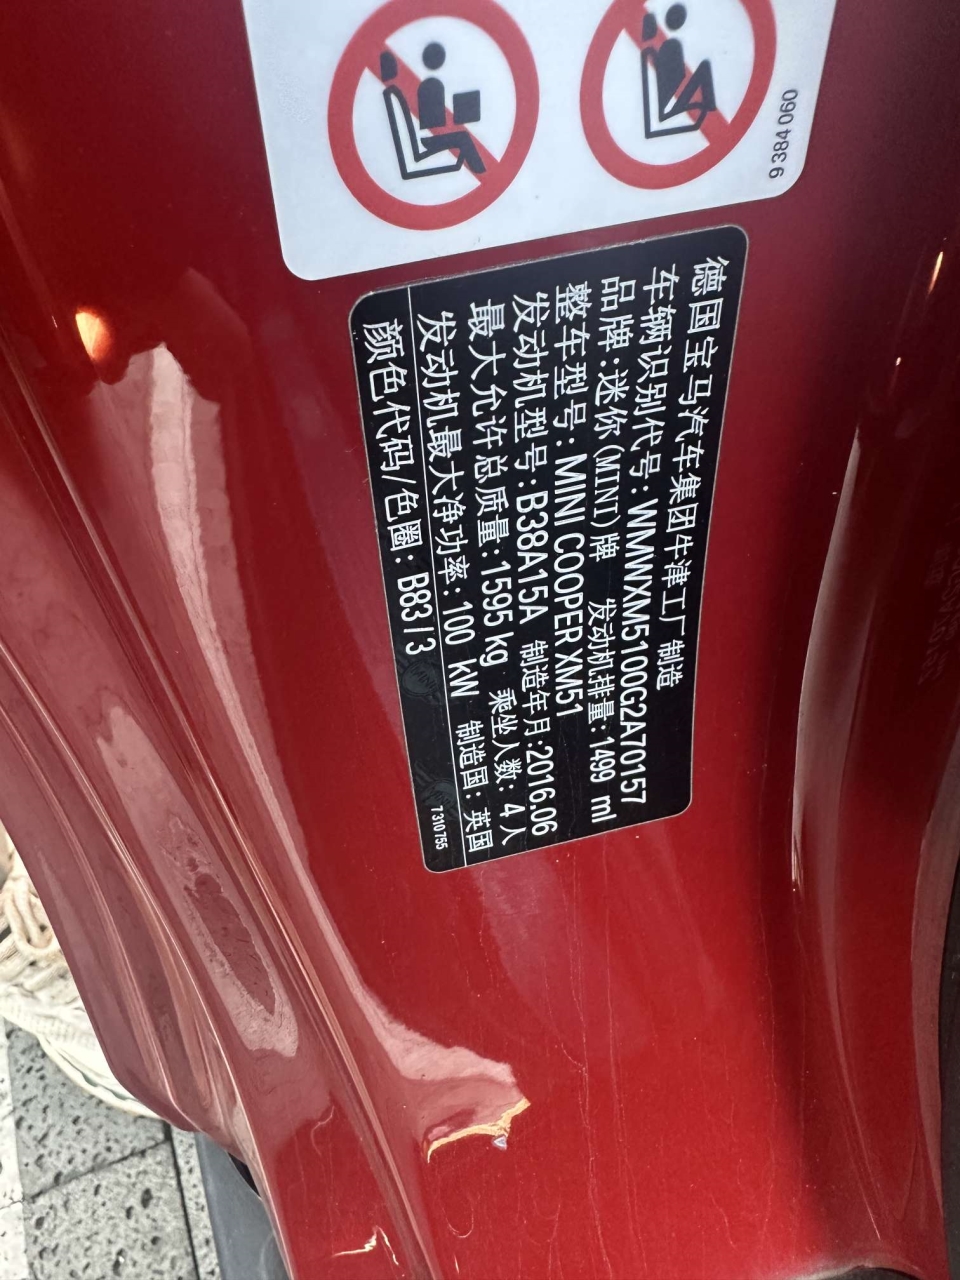 9 384 060
德国宝马汽车集团牛津工厂 制造
车辆识别代号: WMWXM5100G2A70157
品牌:迷你(MINI)牌 发动机排量: 1499 ml
整车型号: MINI COOPER XM51
发动机型号: B38A15A 制造年月:2016.06
最大允许总质量: 1595 kg 乘坐人数: 4 人
发动机最大净功率: 100 kW 制造国: 英国
颜色代码/色圈: B83/3
7310755